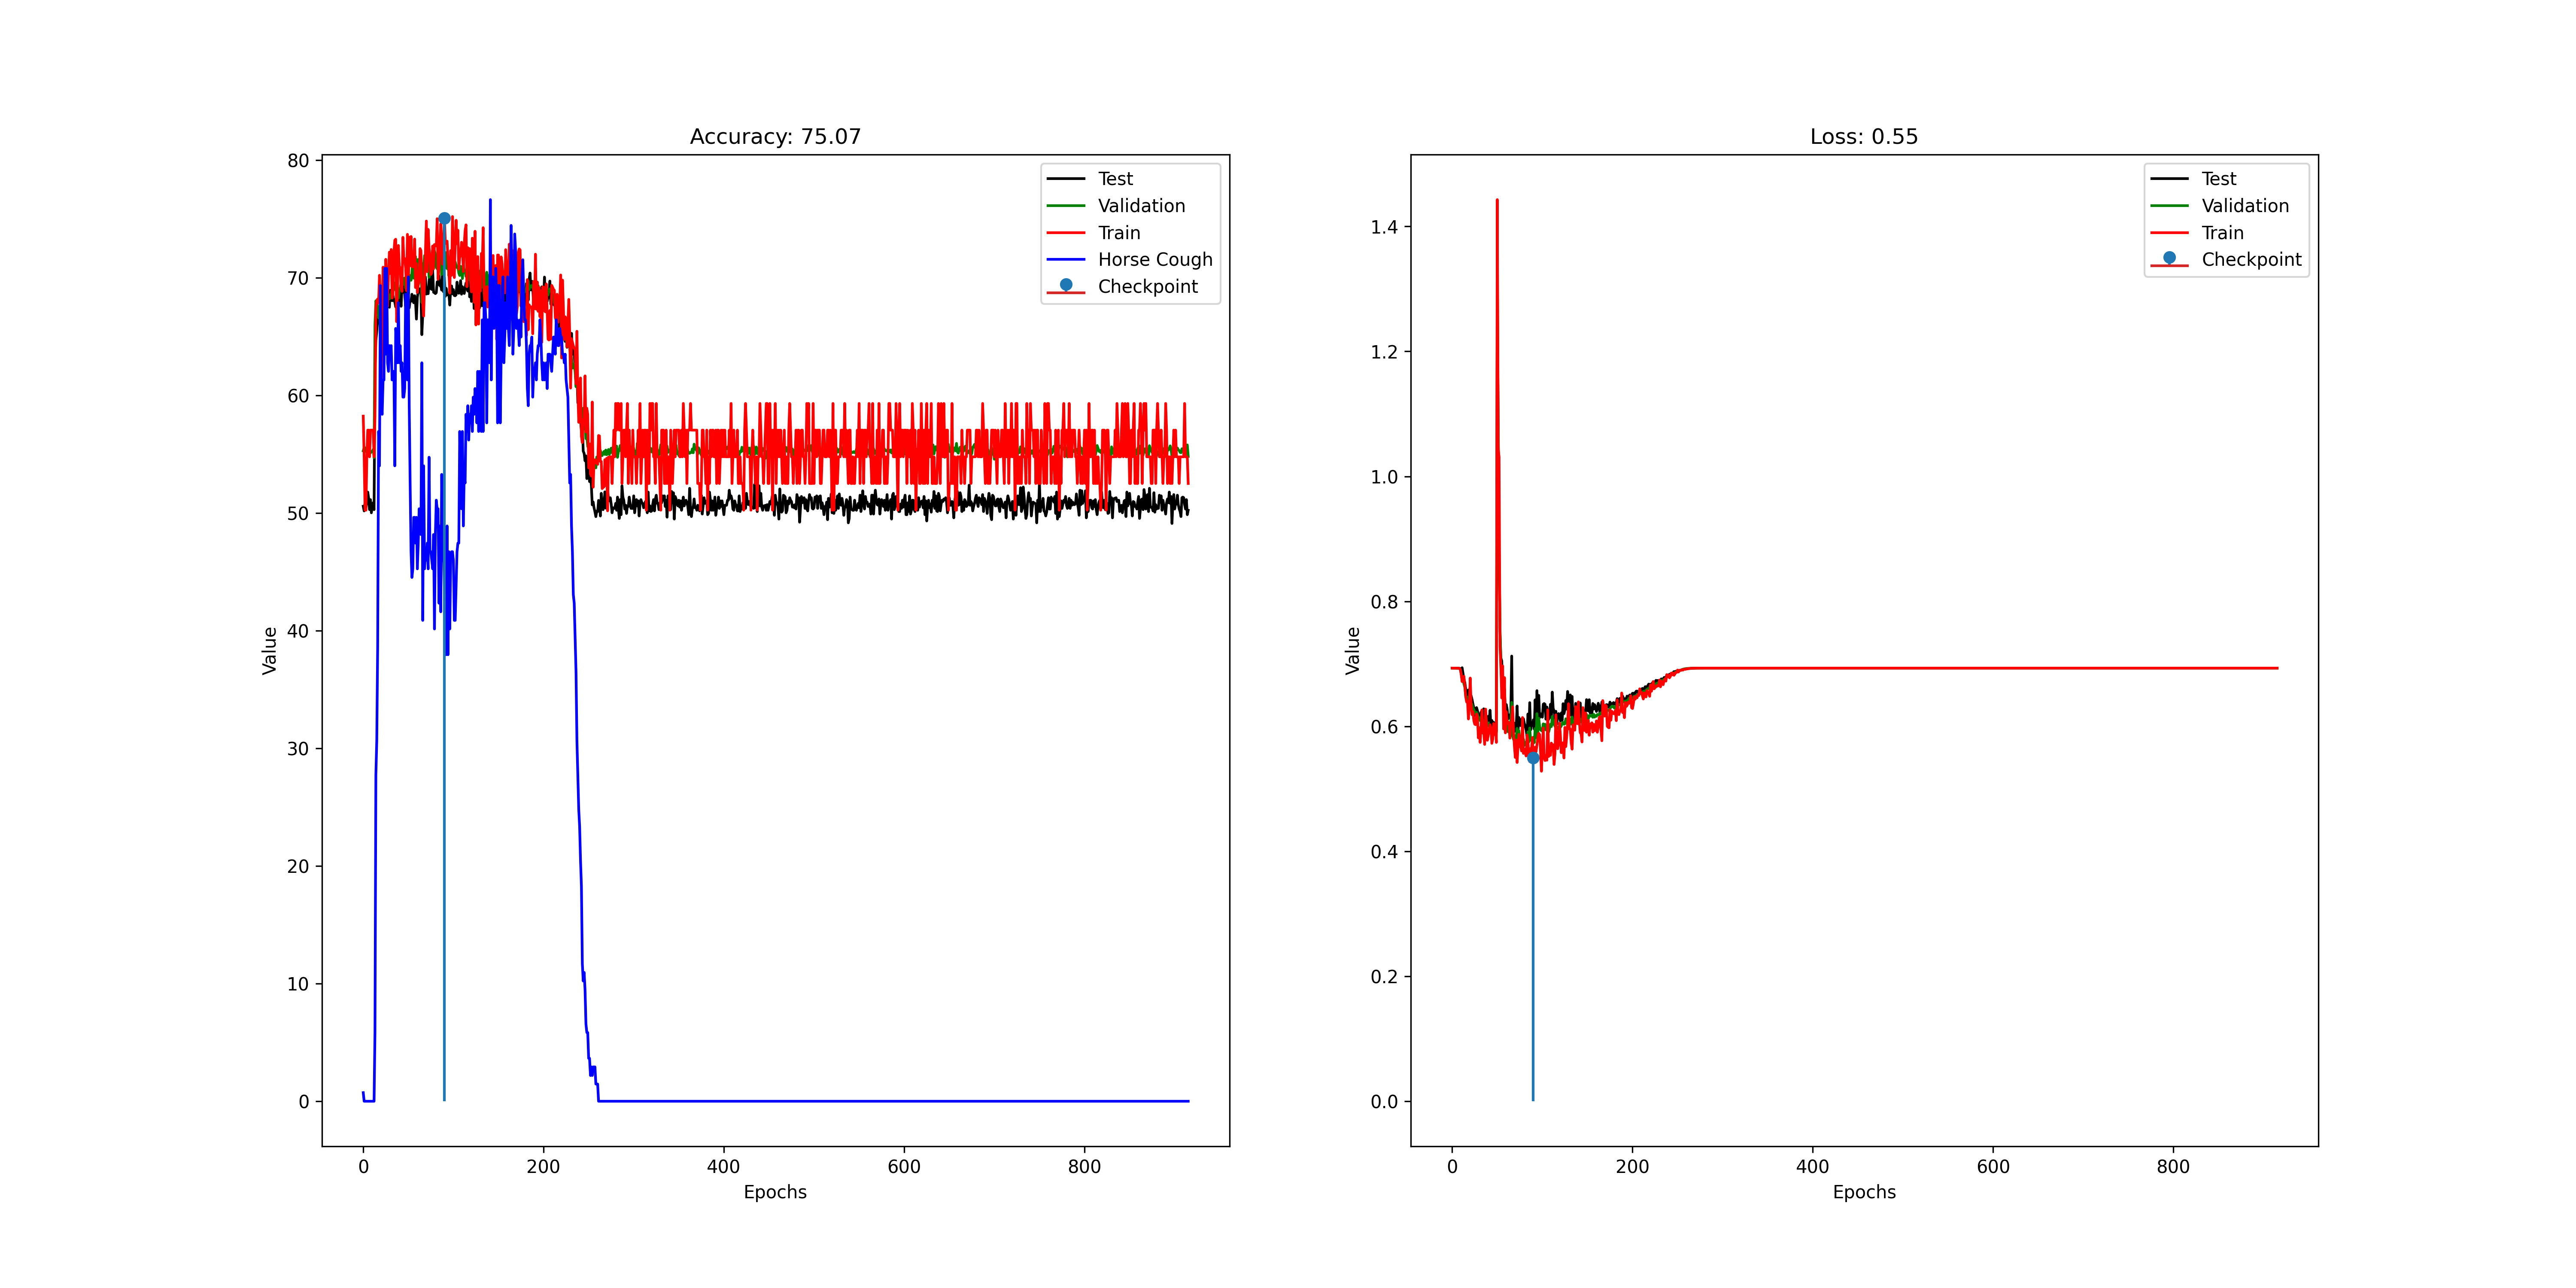 Accuracy: 75.07
80
70
60
50
40
30
20
10
0
Value
0 200 400 600 800
Epochs
Test
Validation
Train
Horse Cough
Checkpoint
Loss: 0.55
1.4
1.2
1.0
0.8
0.6
0.4
0.2
0.0
Value
0 200 400 600 800
Epochs
Test
Validation
Train
Checkpoint